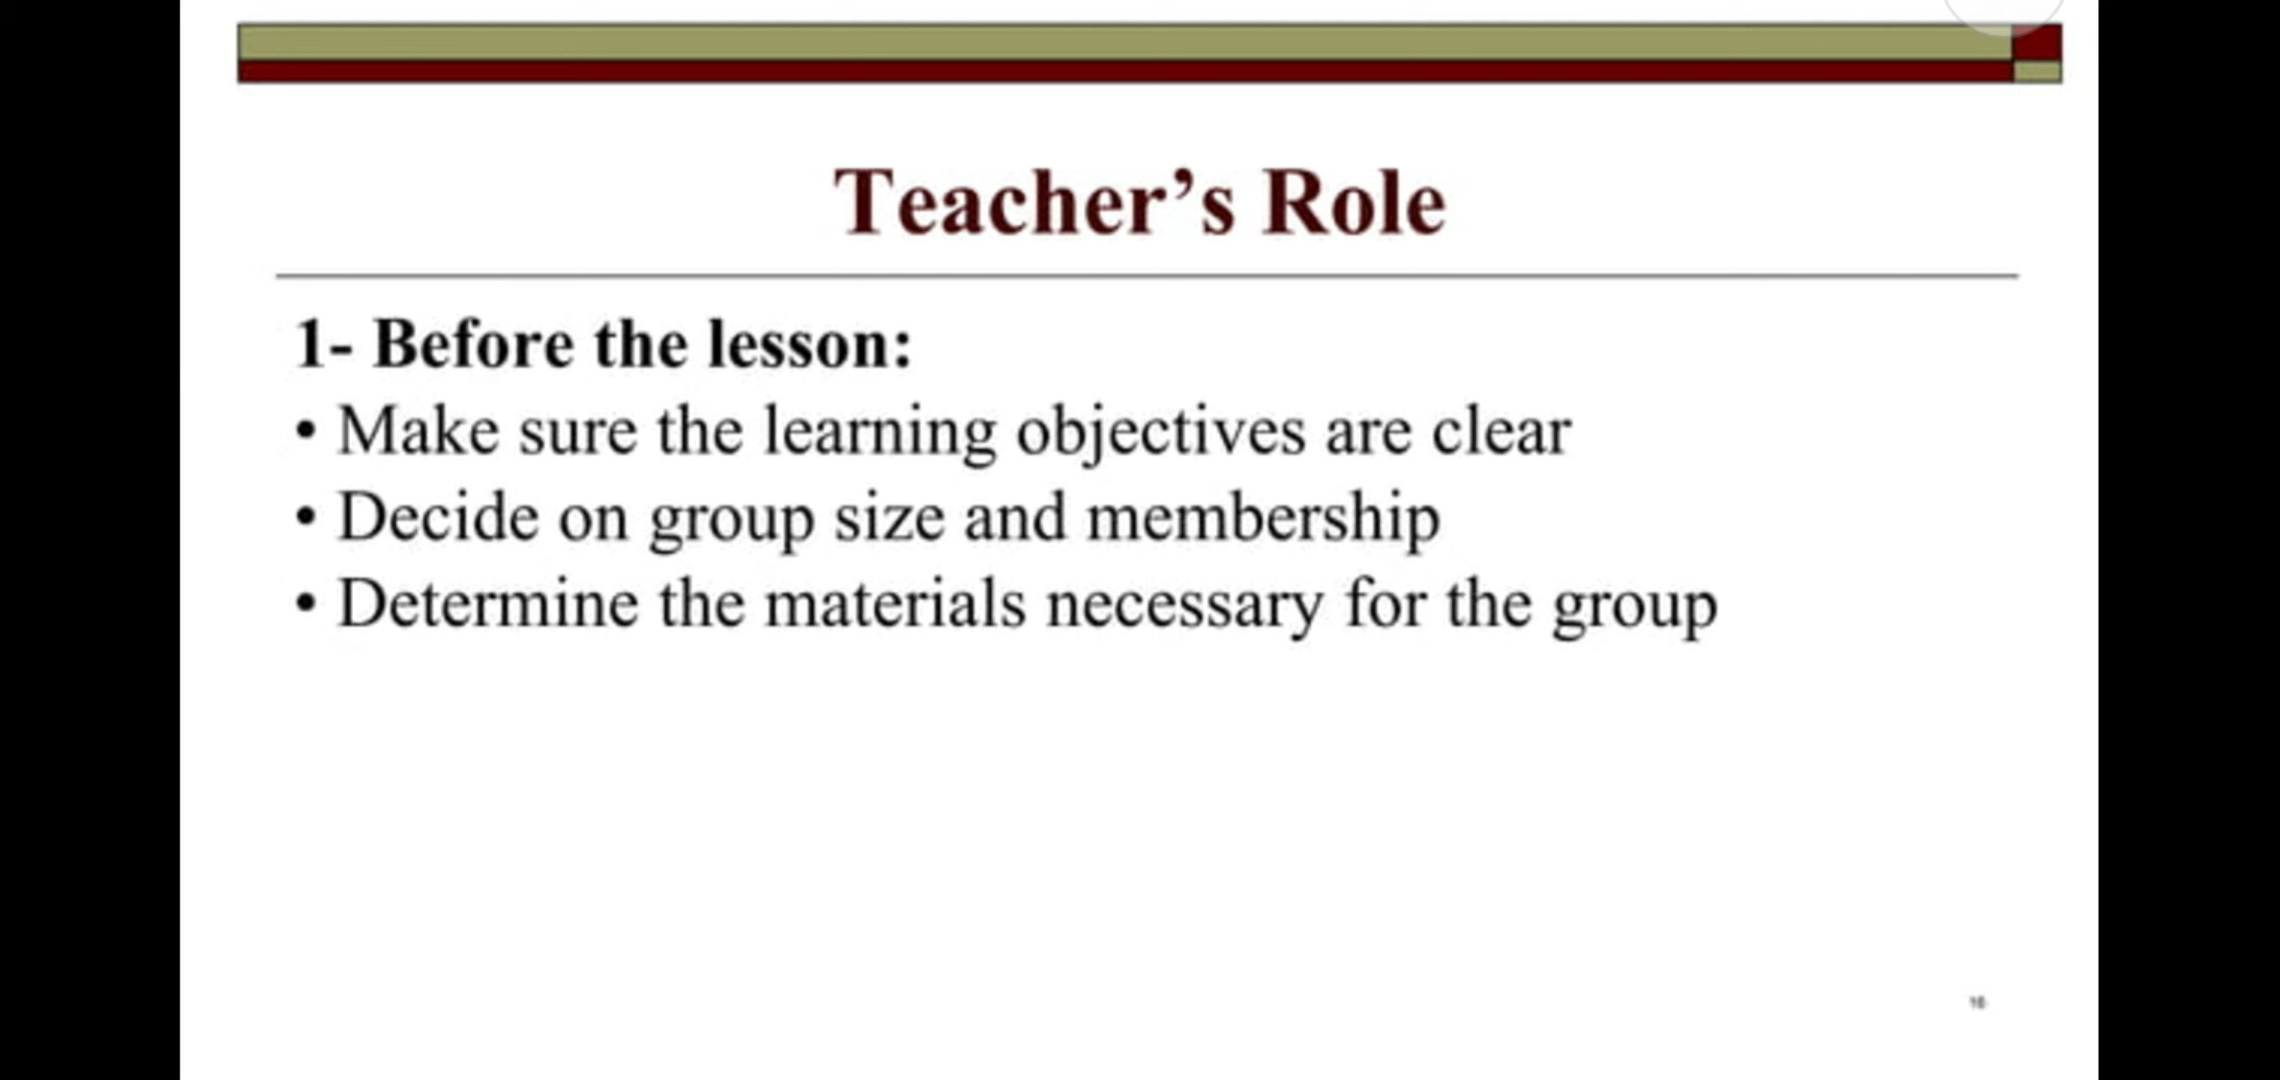 Teacher’s Role
1- Before the lesson:
• Make sure the learning objectives are clear
• Decide on group size and membership
• Determine the materials necessary for the group